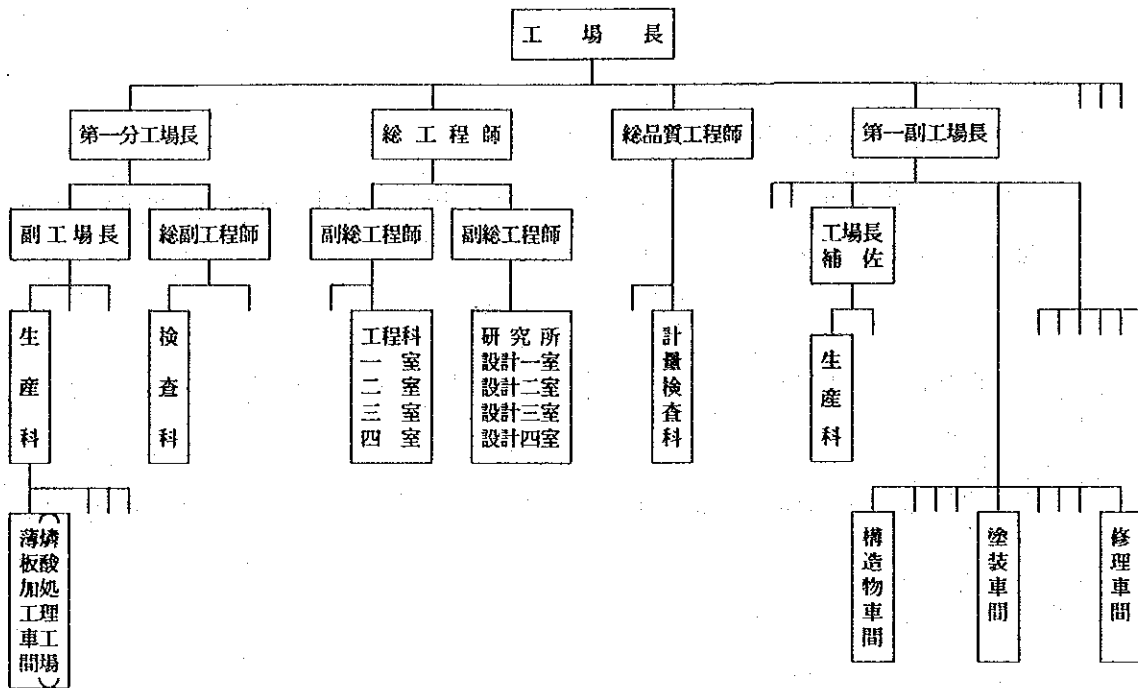 工場長
第一分工場長
総工程師
総品質工程師
第一副工場長
副工場長
総副工程師
副総工程師
副総工程師
工場長
補佐
生産科
検査科
工程科
一室
二室
三室
四室
研究所
設計一室
設計二室
設計三室
設計四室
計量検査科
生産科
薄板加工車間
(燐酸処理工場)
構造物車間
塗装車間
修理車間